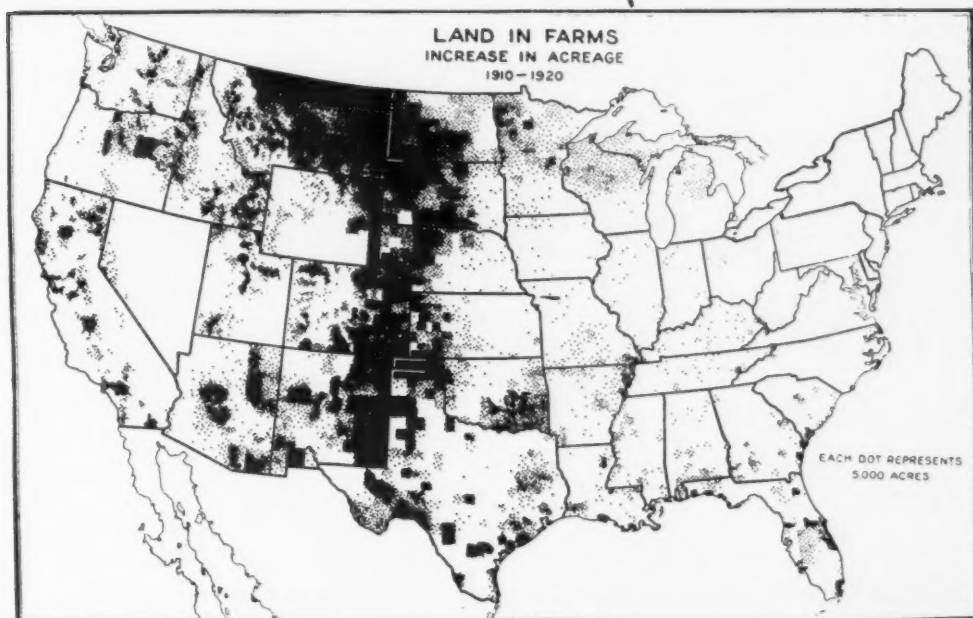 LAND IN FARMS
INCREASE IN ACREAGE
1910-1920
EACH DOT REPRESENTS
5,000 ACRES